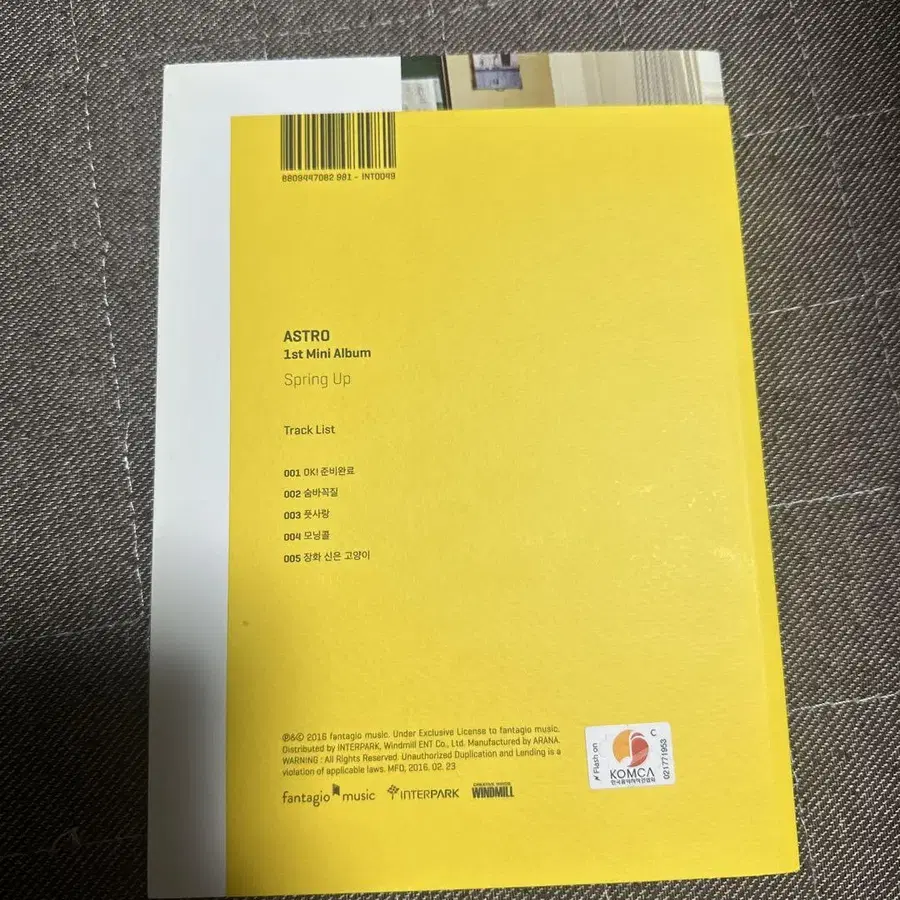 8809447082 981 - INT0049
ASTRO
1st Mini Album
Spring Up
Track List
001 OK! 준비완료
002 숨바꼭질
003 풋사랑
004 모닝콜
005 장화 신은 고양이
℗&© 2016 fantagio music. Under Exclusive License to fantagio music.
Distributed by INTERPARK, Windmill ENT Co., Ltd. Manufactured by ARANA.
WARNING : All Rights Reserved. Unauthorized Duplication and Lending is a
violation of applicable laws. MFD, 2016. 02. 23
fantagio music INTERPARK WINDMILL
Flash on
C
KOMCA
한국음악저작권협회
021771953